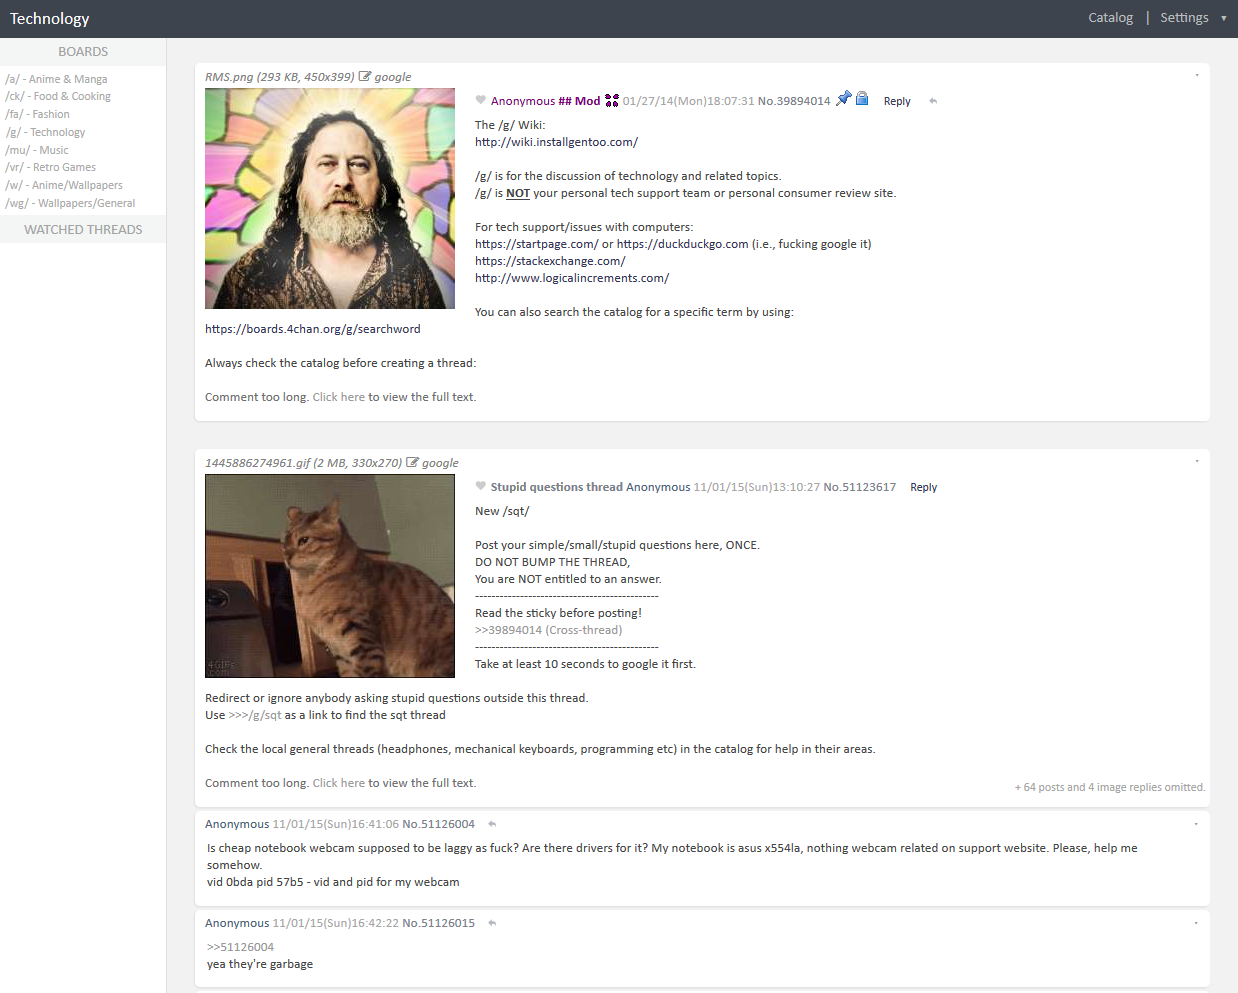 Technology
Catalog | Settings ▾
BOARDS
/a/ - Anime & Manga
/ck/ - Food & Cooking
/fa/ - Fashion
/g/ - Technology
/mu/ - Music
/vr/ - Retro Games
/w/ - Anime/Wallpapers
/wg/ - Wallpapers/General
WATCHED THREADS
RMS.png (293 KB, 450x399) google
Anonymous ## Mod 01/27/14(Mon)18:07:31 No.39894014 Reply
The /g/ Wiki:
http://wiki.installgentoo.com/
/g/ is for the discussion of technology and related topics.
/g/ is NOT your personal tech support team or personal consumer review site.
For tech support/issues with computers:
https://startpage.com/ or https://duckduckgo.com (i.e., fucking google it)
https://stackexchange.com/
http://www.logicalincrements.com/
You can also search the catalog for a specific term by using:
https://boards.4chan.org/g/searchword
Always check the catalog before creating a thread:
Comment too long. Click here to view the full text.
1445886274961.gif (2 MB, 330x270) google
Stupid questions thread Anonymous 11/01/15(Sun)13:10:27 No.51123617 Reply
New /sqt/
Post your simple/small/stupid questions here, ONCE.
DO NOT BUMP THE THREAD,
You are NOT entitled to an answer.
----------------------------------------------
Read the sticky before posting!
>>39894014 (Cross-thread)
----------------------------------------------
Take at least 10 seconds to google it first.
4GIFs
.com
Redirect or ignore anybody asking stupid questions outside this thread.
Use >>>/g/sqt as a link to find the sqt thread
Check the local general threads (headphones, mechanical keyboards, programming etc) in the catalog for help in their areas.
Comment too long. Click here to view the full text.
+ 64 posts and 4 image replies omitted.
Anonymous 11/01/15(Sun)16:41:06 No.51126004
Is cheap notebook webcam supposed to be laggy as fuck? Are there drivers for it? My notebook is asus x554la, nothing webcam related on support website. Please, help me
somehow.
vid 0bda pid 57b5 - vid and pid for my webcam
Anonymous 11/01/15(Sun)16:42:22 No.51126015
>>51126004
yea they're garbage